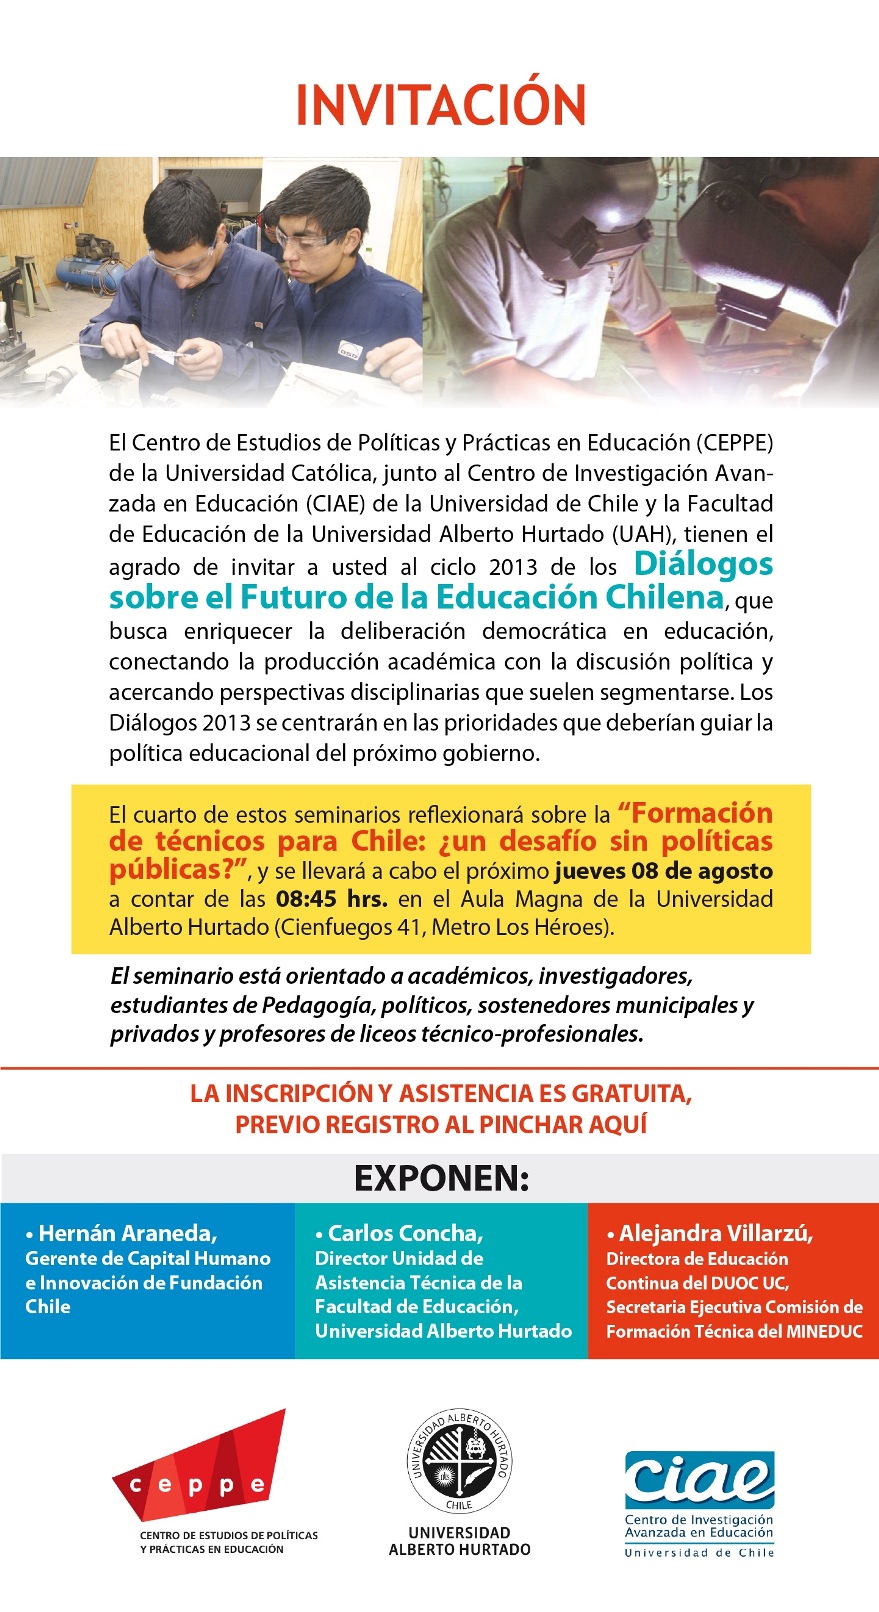 INVITACIÓN
El Centro de Estudios de Políticas y Prácticas en Educación (CEPPE)
de la Universidad Católica, junto al Centro de Investigación Avan-
zada en Educación (CIAE) de la Universidad de Chile y la Facultad
de Educación de la Universidad Alberto Hurtado (UAH), tienen el
agrado de invitar a usted al ciclo 2013 de los Diálogos
sobre el Futuro de la Educación Chilena, que
busca enriquecer la deliberación democrática en educación,
conectando la producción académica con la discusión política y
acercando perspectivas disciplinarias que suelen segmentarse. Los
Diálogos 2013 se centrarán en las prioridades que deberían guiar la
política educacional del próximo gobierno.
El cuarto de estos seminarios reflexionará sobre la “Formación
de técnicos para Chile: ¿un desafío sin políticas
públicas?”, y se llevará a cabo el próximo jueves 08 de agosto
a contar de las 08:45 hrs. en el Aula Magna de la Universidad
Alberto Hurtado (Cienfuegos 41, Metro Los Héroes).
El seminario está orientado a académicos, investigadores,
estudiantes de Pedagogía, políticos, sostenedores municipales y
privados y profesores de liceos técnico-profesionales.
LA INSCRIPCIÓN Y ASISTENCIA ES GRATUITA,
PREVIO REGISTRO AL PINCHAR AQUÍ
EXPONEN:
• Hernán Araneda,
Gerente de Capital Humano
e Innovación de Fundación
Chile
• Carlos Concha,
Director Unidad de
Asistencia Técnica de la
Facultad de Educación,
Universidad Alberto Hurtado
• Alejandra Villarzú,
Directora de Educación
Continua del DUOC UC,
Secretaria Ejecutiva Comisión de
Formación Técnica del MINEDUC
ceppe
CENTRO DE ESTUDIOS DE POLÍTICAS
Y PRÁCTICAS EN EDUCACIÓN
UNIVERSIDAD ALBERTO HURTADO
CHILE
UNIVERSIDAD
ALBERTO HURTADO
ciae
Centro de Investigación
Avanzada en Educación
Universidad de Chile